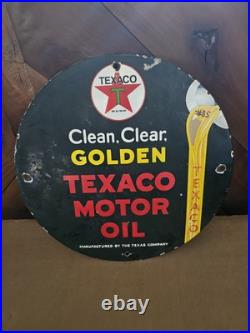 TEXACO
T
Clean, Clear,
GOLDEN
TEXACO
MOTOR
OIL
TEXACO
MANUFACTURED BY THE TEXAS COMPANY